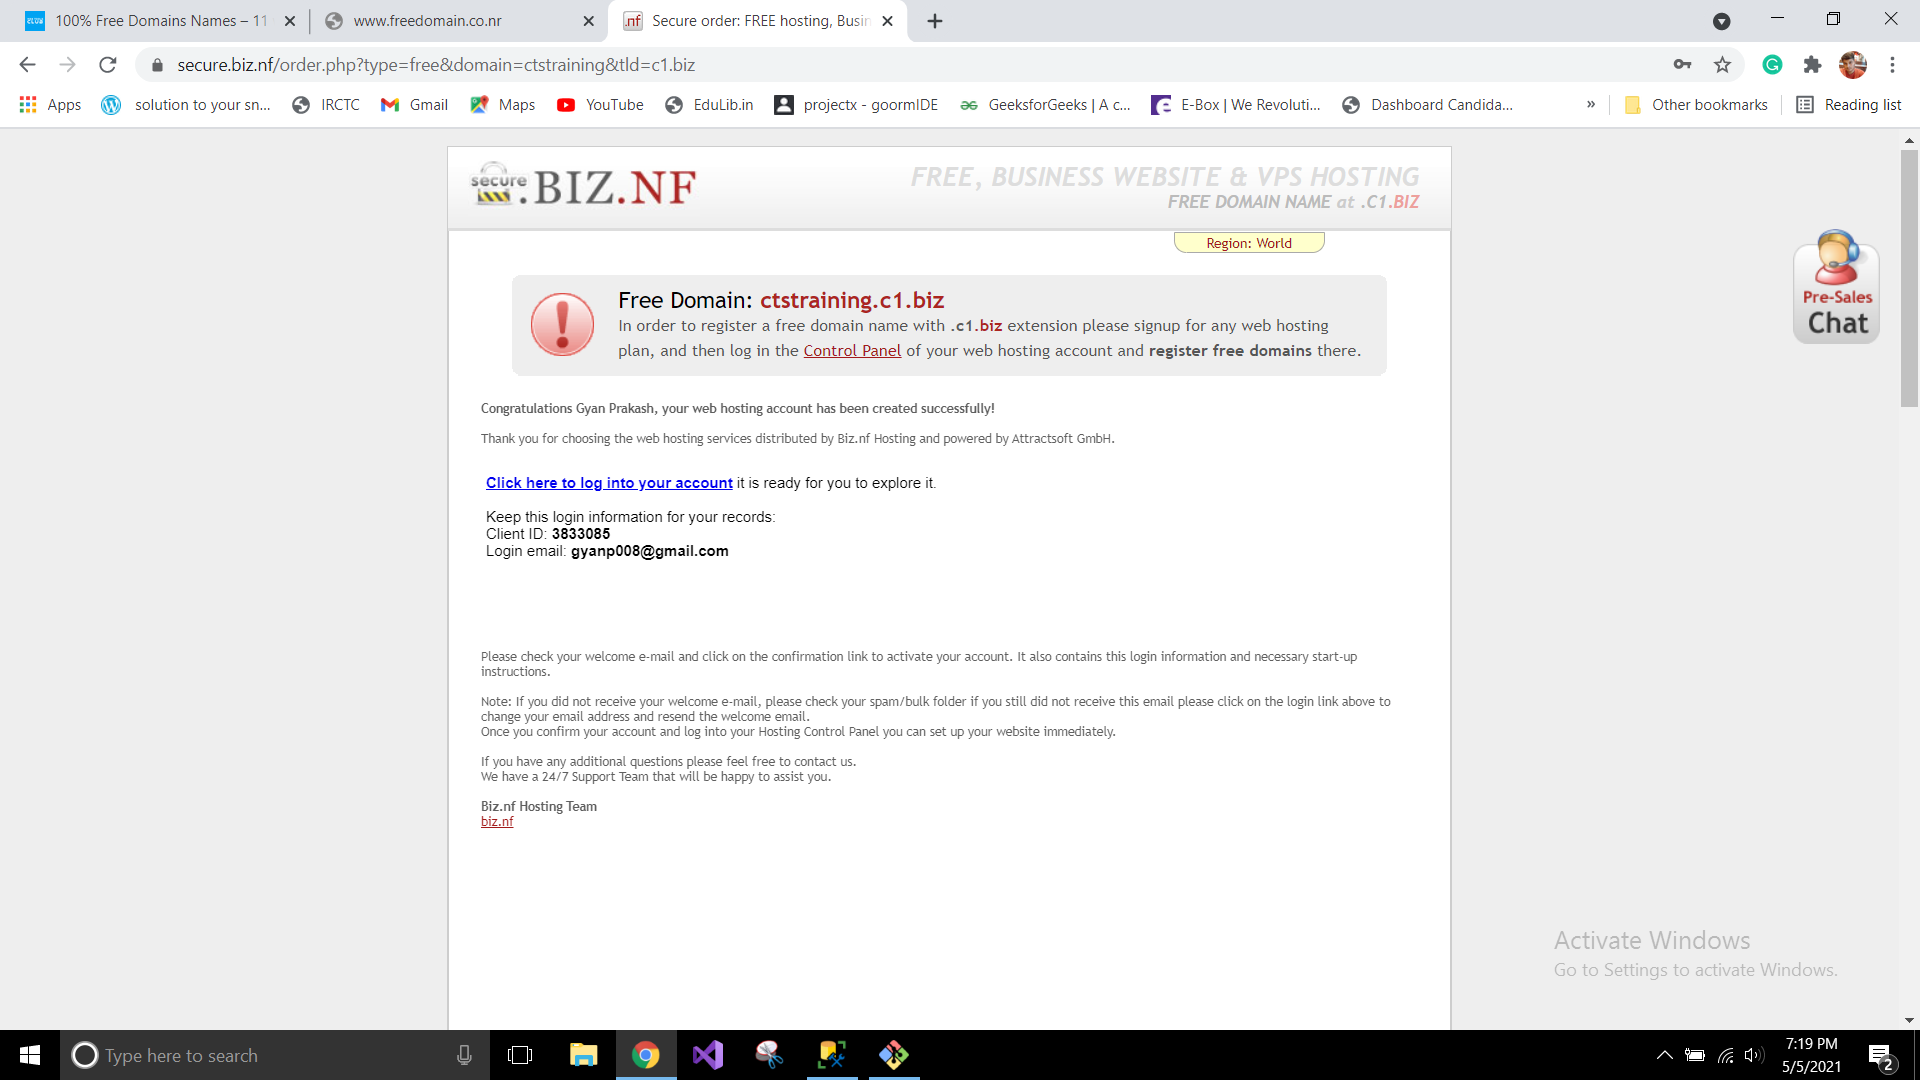 100% Free Domains Names – 11
www.freedomain.co.nr
Secure order: FREE hosting, Busin
secure.biz.nf/order.php?type=free&domain=ctstraining&tld=c1.biz
Apps
solution to your sn...
IRCTC
Gmail
Maps
YouTube
EduLib.in
projectx - goormIDE
GeeksforGeeks | A c...
E-Box | We Revoluti...
Dashboard Candida...
»
Other bookmarks
Reading list
secure.BIZ.NF
FREE, BUSINESS WEBSITE & VPS HOSTING
FREE DOMAIN NAME at .C1.BIZ
Region: World
Pre-Sales
Chat
Free Domain: ctstraining.c1.biz
In order to register a free domain name with .c1.biz extension please signup for any web hosting
plan, and then log in the Control Panel of your web hosting account and register free domains there.
Congratulations Gyan Prakash, your web hosting account has been created successfully!
Thank you for choosing the web hosting services distributed by Biz.nf Hosting and powered by Attractsoft GmbH.
Click here to log into your account it is ready for you to explore it.
Keep this login information for your records:
Client ID: 3833085
Login email: gyanp008@gmail.com
Please check your welcome e-mail and click on the confirmation link to activate your account. It also contains this login information and necessary start-up
instructions.
Note: If you did not receive your welcome e-mail, please check your spam/bulk folder if you still did not receive this email please click on the login link above to
change your email address and resend the welcome email.
Once you confirm your account and log into your Hosting Control Panel you can set up your website immediately.
If you have any additional questions please feel free to contact us.
We have a 24/7 Support Team that will be happy to assist you.
Biz.nf Hosting Team
biz.nf
Activate Windows
Go to Settings to activate Windows.
Type here to search
7:19 PM
5/5/2021
2